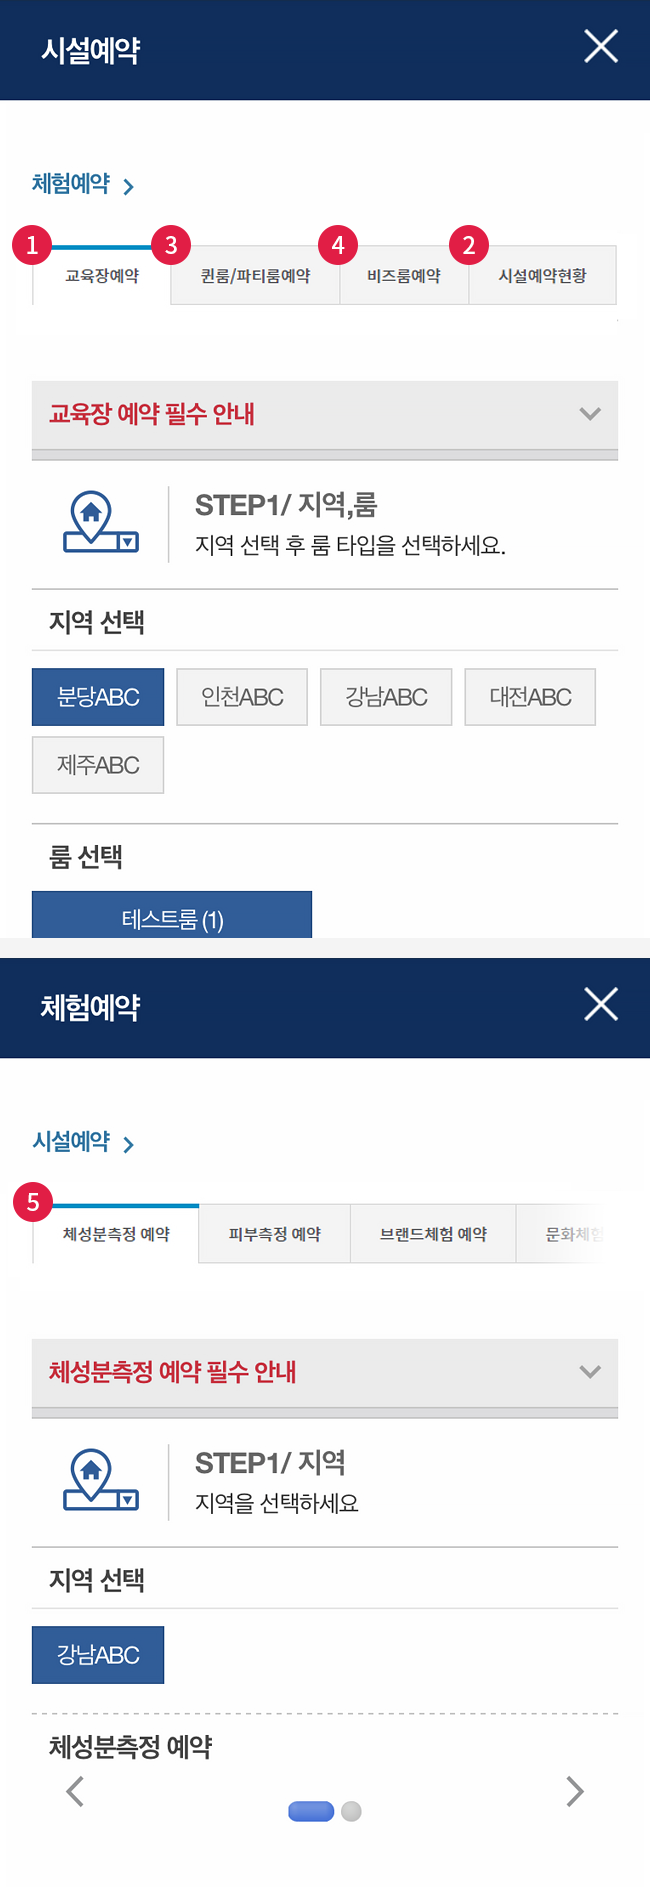 시설예약
체험예약
1 3 4 2
교육장예약 퀸룸/파티룸예약 비즈룸예약 시설예약현황
교육장 예약 필수 안내
STEP1/ 지역,룸
지역 선택 후 룸 타입을 선택하세요.
지역 선택
분당ABC 인천ABC 강남ABC 대전ABC
제주ABC
룸 선택
테스트룸 (1)
체험예약
시설예약
5
체성분측정 예약 피부측정 예약 브랜드체험 예약 문화체험
체성분측정 예약 필수 안내
STEP1/ 지역
지역을 선택하세요
지역 선택
강남ABC
체성분측정 예약